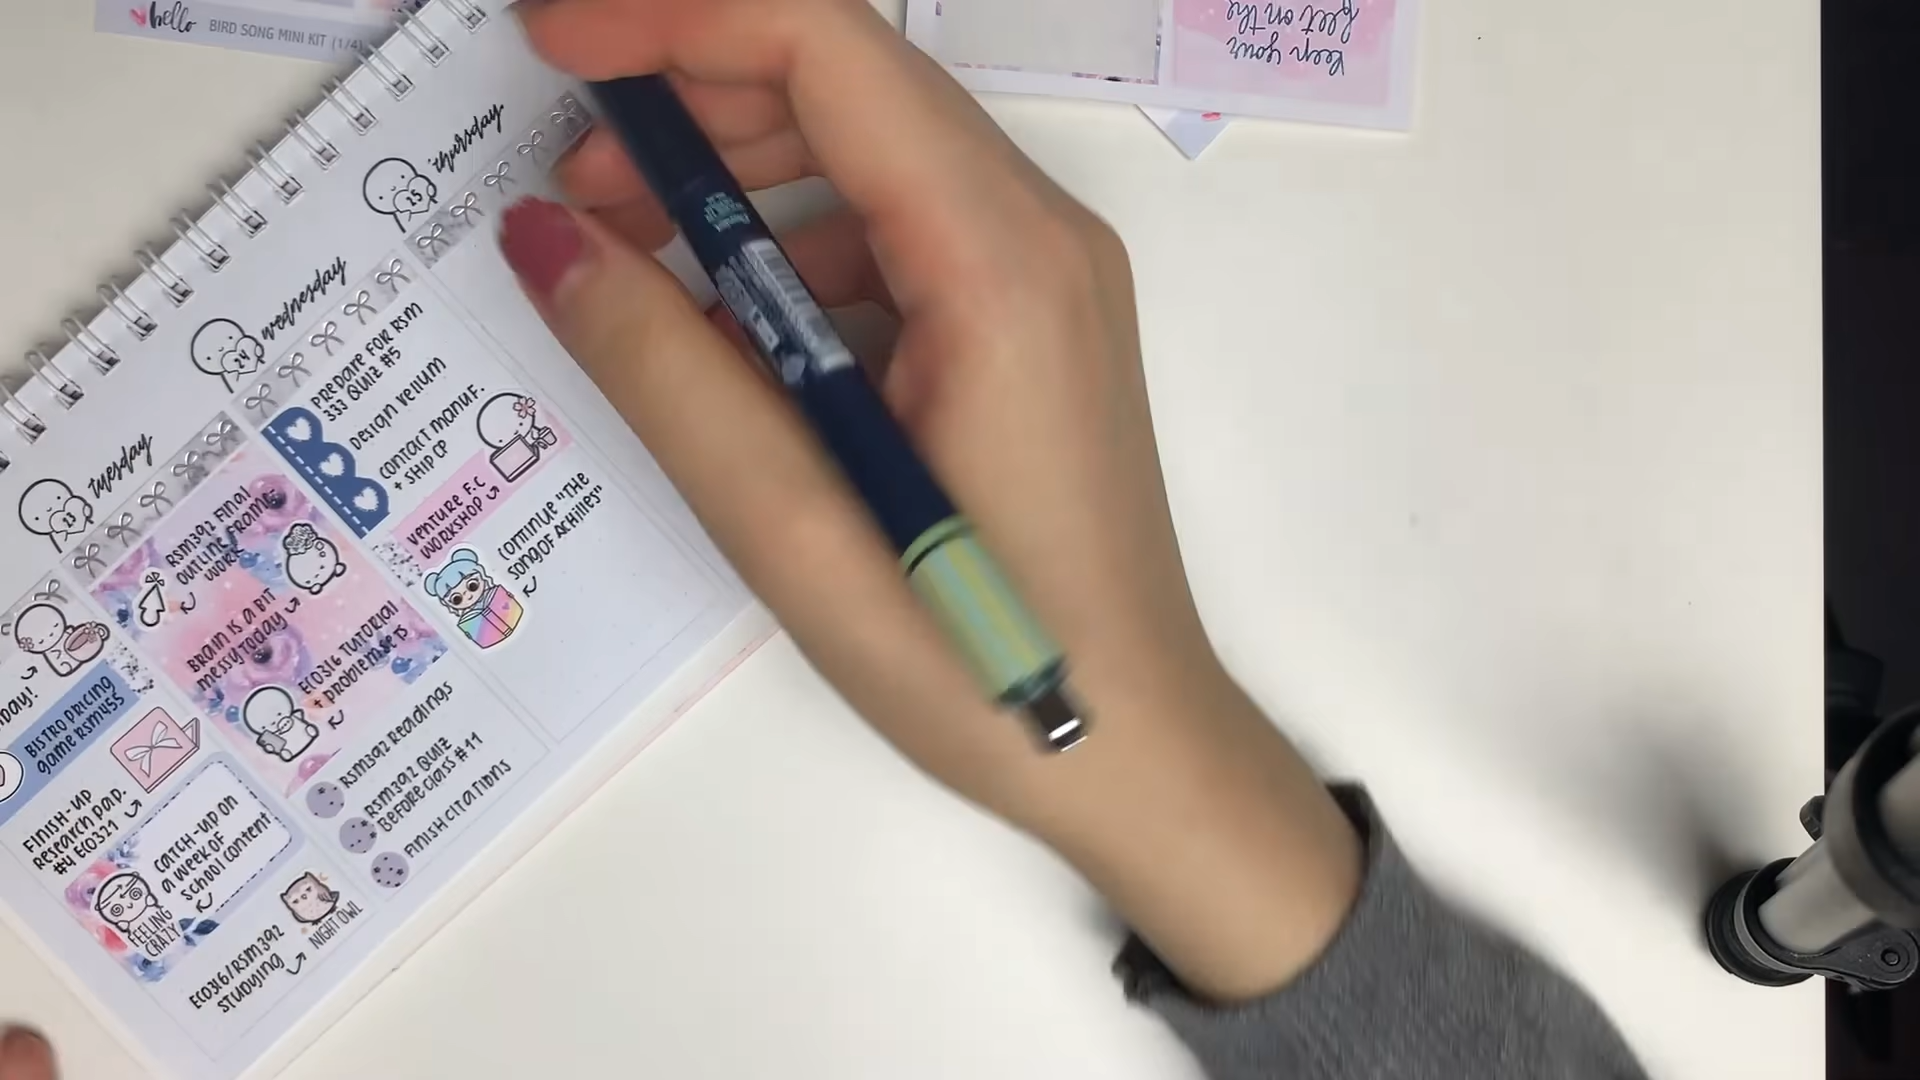 hello BIRD SONG MINI KIT (1/4)
keep your
feet on the
tuesday
23
wednesday
24
thursday
25
BISTRO PRICING
game RSM455
FINISH-UP
Research pap.
#4 ECO321
CATCH-UP ON
a week of
school content
FEELING
CRAZY
RSM392 Final
OUTLINE FRAME-
WORK
BRAIN IS A BIT
messy today
ECO316 TUTORIAL
+ problem set 5
RSM392 Readings
RSM392 QUIZ
BEFORE CLASS #11
FINISH CITATIONS
ECO316/RSM392
STUDYING
NIGHT OWL
PREPARE FOR RSM
333 QUIZ #5
DESIGN Vellum
CONTACT MANUF.
+ SHIP CP
VENTURE F.C
WORKSHOP
CONTINUE "THE
SONG OF ACHILLES"